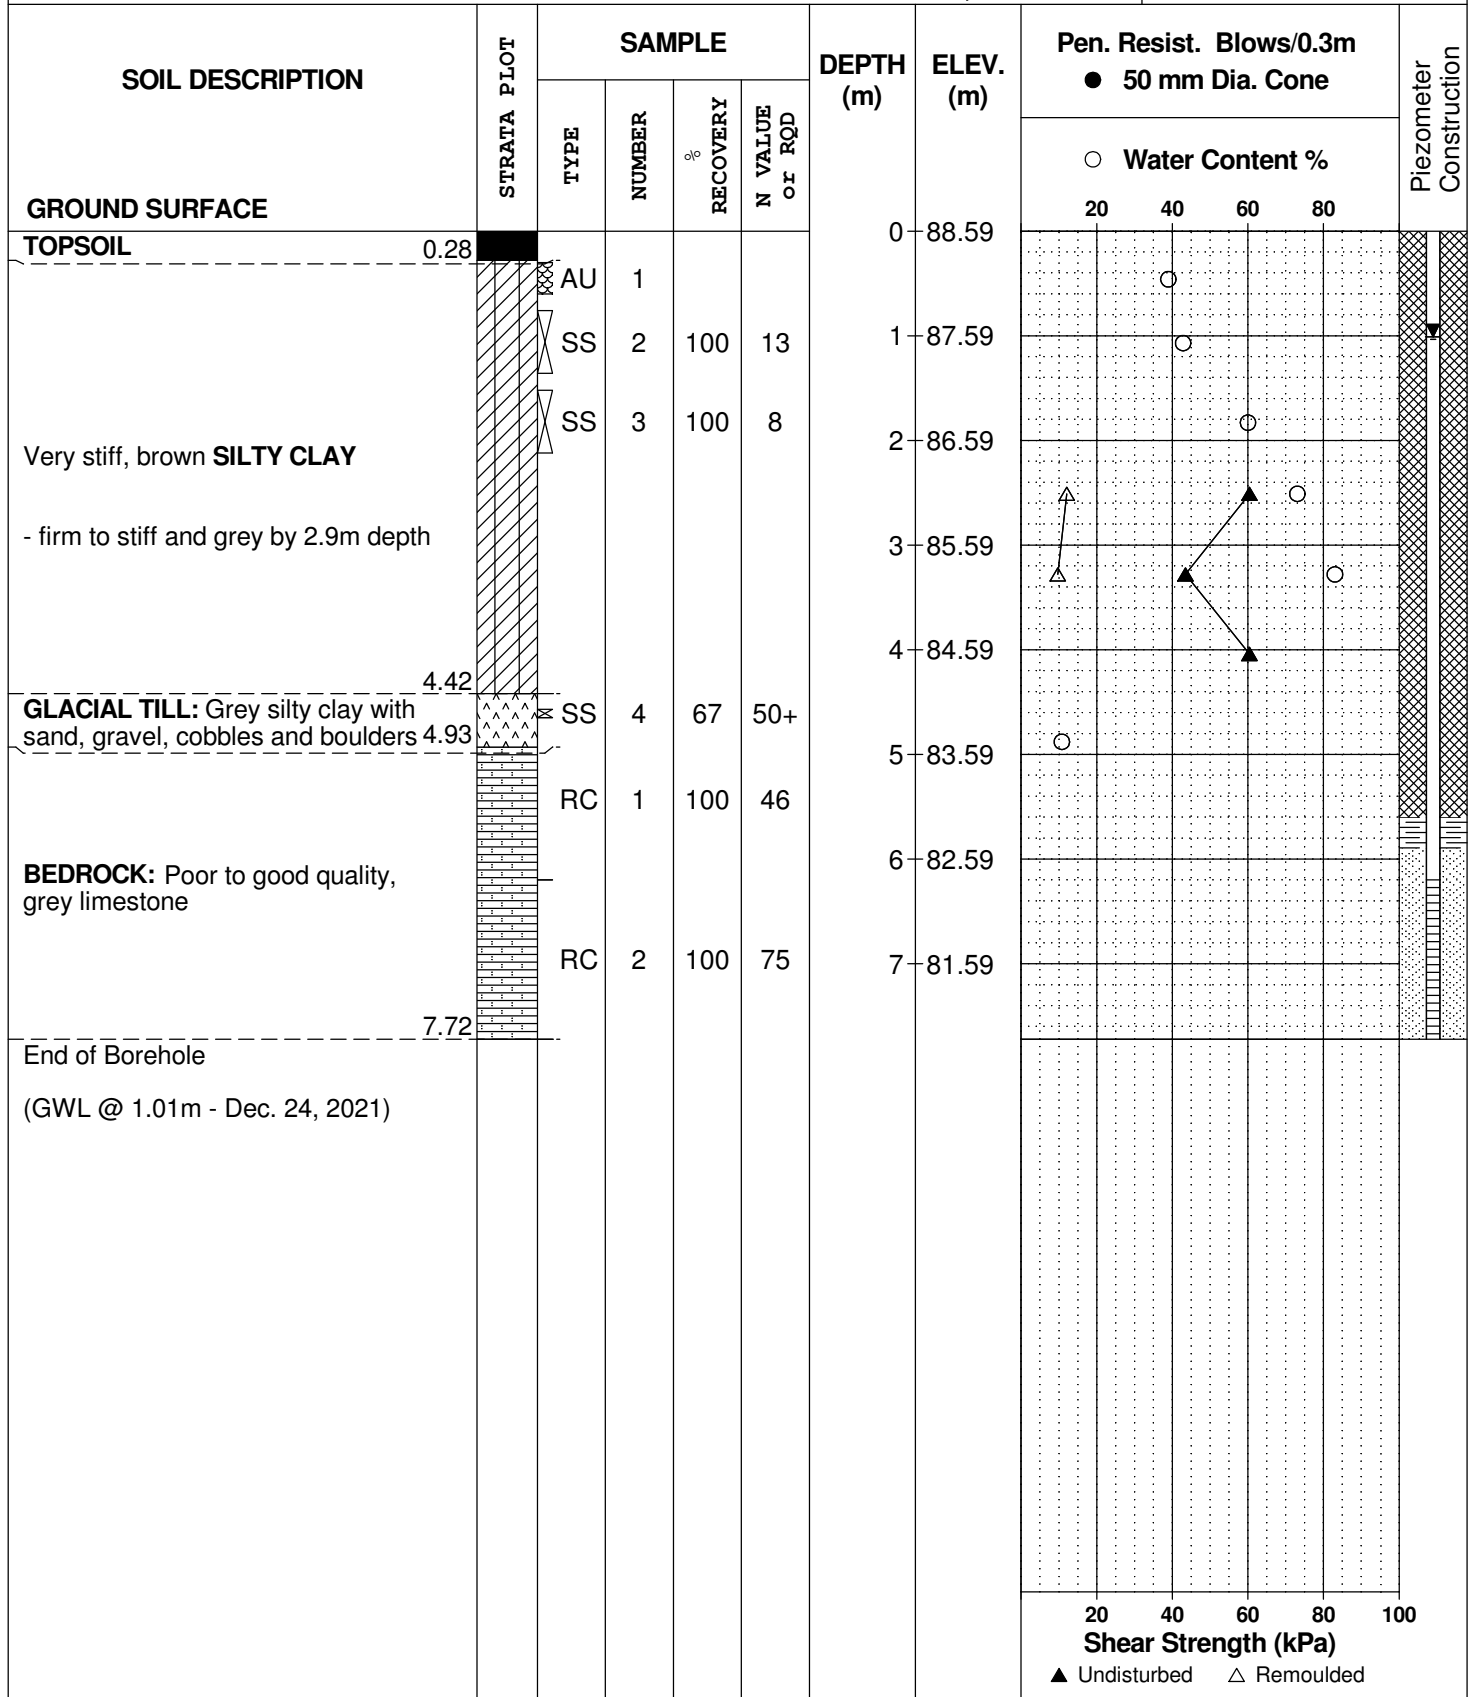 SOIL DESCRIPTION
GROUND SURFACE
STRATA PLOT
SAMPLE
TYPE
NUMBER
% RECOVERY
N VALUE or RQD
DEPTH (m)
ELEV. (m)
Pen. Resist. Blows/0.3m
● 50 mm Dia. Cone
○ Water Content %
20 40 60 80
Piezometer Construction
0 88.59
TOPSOIL 0.28
AU 1
SS 2 100 13
1 87.59
SS 3 100 8
2 86.59
Very stiff, brown SILTY CLAY
- firm to stiff and grey by 2.9m depth
3 85.59
4 84.59
4.42
GLACIAL TILL: Grey silty clay with
sand, gravel, cobbles and boulders 4.93
SS 4 67 50+
5 83.59
RC 1 100 46
6 82.59
BEDROCK: Poor to good quality,
grey limestone
RC 2 100 75
7 81.59
7.72
End of Borehole
(GWL @ 1.01m - Dec. 24, 2021)
20 40 60 80 100
Shear Strength (kPa)
▲ Undisturbed △ Remoulded